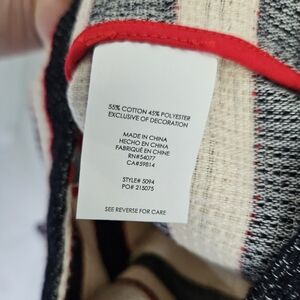 55% COTTON 45% POLYESTER
EXCLUSIVE OF DECORATION
MADE IN CHINA
HECHO EN CHINA
FABRIQUÉ EN CHINE
RN#54077
CA#59814
STYLE# 5094
PO# 215075
SEE REVERSE FOR CARE